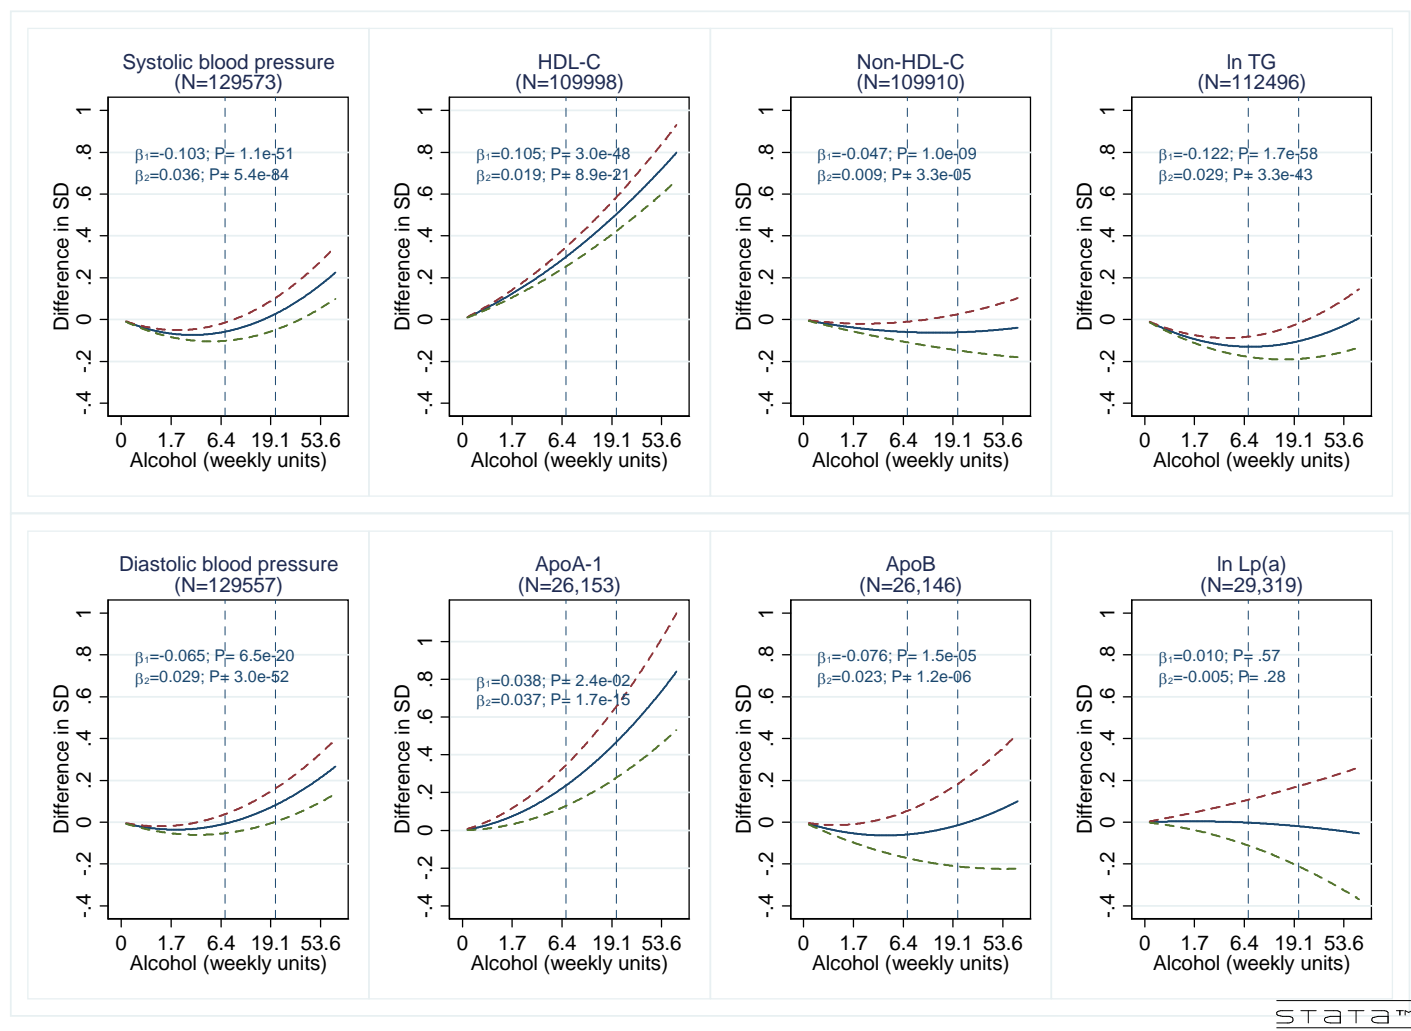 Systolic blood pressure
(N=129573)
β₁=-0.103; P= 1.1e-51
β₂=0.036; P= 5.4e-84
Difference in SD
1
.8
.6
.4
.2
0
-.2
-.4
0 1.7 6.4 19.1 53.6
Alcohol (weekly units)
HDL-C
(N=109998)
β₁=0.105; P= 3.0e-48
β₂=0.019; P= 8.9e-21
Difference in SD
1
.8
.6
.4
.2
0
-.2
-.4
0 1.7 6.4 19.1 53.6
Alcohol (weekly units)
Non-HDL-C
(N=109910)
β₁=-0.047; P= 1.0e-09
β₂=0.009; P= 3.3e-05
Difference in SD
1
.8
.6
.4
.2
0
-.2
-.4
0 1.7 6.4 19.1 53.6
Alcohol (weekly units)
ln TG
(N=112496)
β₁=-0.122; P= 1.7e-58
β₂=0.029; P= 3.3e-43
Difference in SD
1
.8
.6
.4
.2
0
-.2
-.4
0 1.7 6.4 19.1 53.6
Alcohol (weekly units)
Diastolic blood pressure
(N=129557)
β₁=-0.065; P= 6.5e-20
β₂=0.029; P= 3.0e-52
Difference in SD
1
.8
.6
.4
.2
0
-.2
-.4
0 1.7 6.4 19.1 53.6
Alcohol (weekly units)
ApoA-1
(N=26,153)
β₁=0.038; P= 2.4e-02
β₂=0.037; P= 1.7e-15
Difference in SD
1
.8
.6
.4
.2
0
-.2
-.4
0 1.7 6.4 19.1 53.6
Alcohol (weekly units)
ApoB
(N=26,146)
β₁=-0.076; P= 1.5e-05
β₂=0.023; P= 1.2e-06
Difference in SD
1
.8
.6
.4
.2
0
-.2
-.4
0 1.7 6.4 19.1 53.6
Alcohol (weekly units)
ln Lp(a)
(N=29,319)
β₁=0.010; P= .57
β₂=-0.005; P= .28
Difference in SD
1
.8
.6
.4
.2
0
-.2
-.4
0 1.7 6.4 19.1 53.6
Alcohol (weekly units)
STaTa™